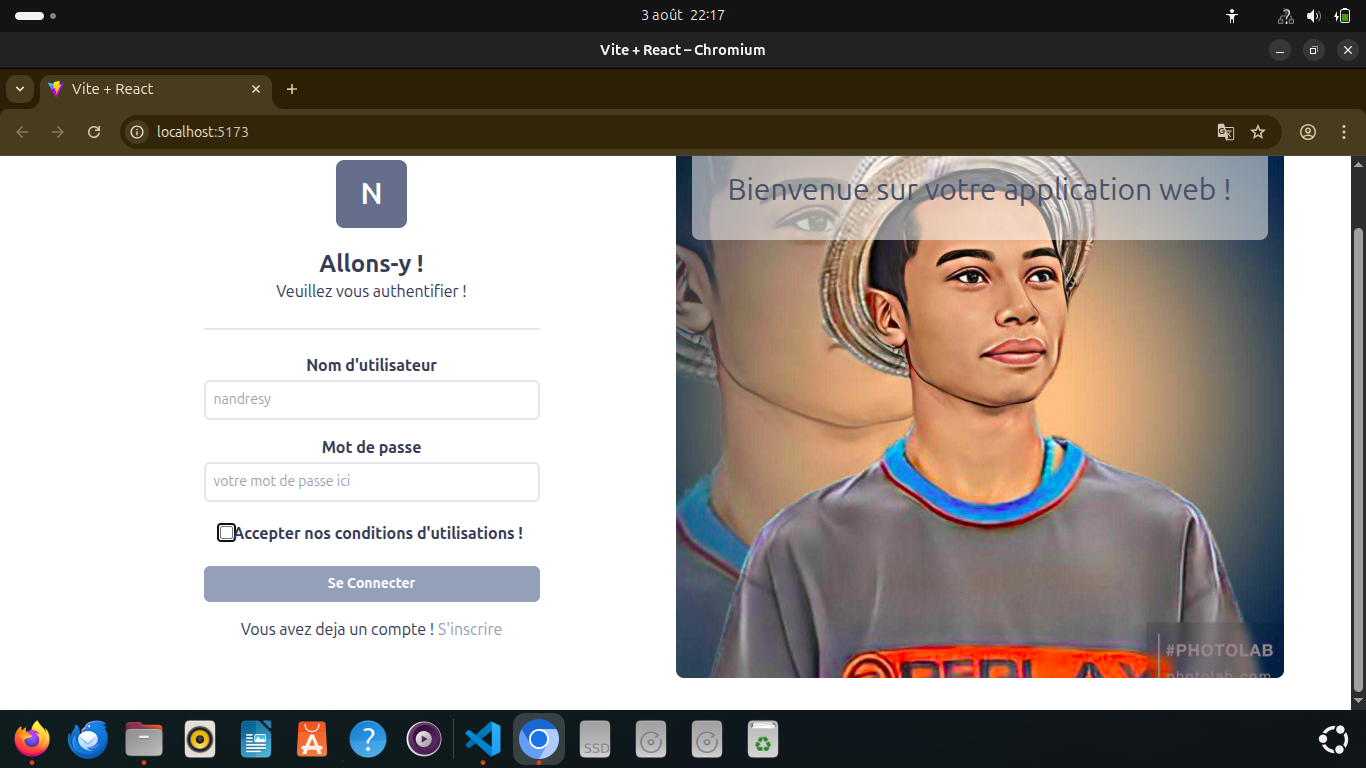 3 août 22:17
Vite + React – Chromium
Vite + React
localhost:5173
N
Allons-y !
Veuillez vous authentifier !
Nom d'utilisateur
nandresy
Mot de passe
votre mot de passe ici
Accepter nos conditions d'utilisations !
Se Connecter
Vous avez deja un compte ! S'inscrire
Bienvenue sur votre application web !
REPLAY
#PHOTOLAB
photolab.com
SSD